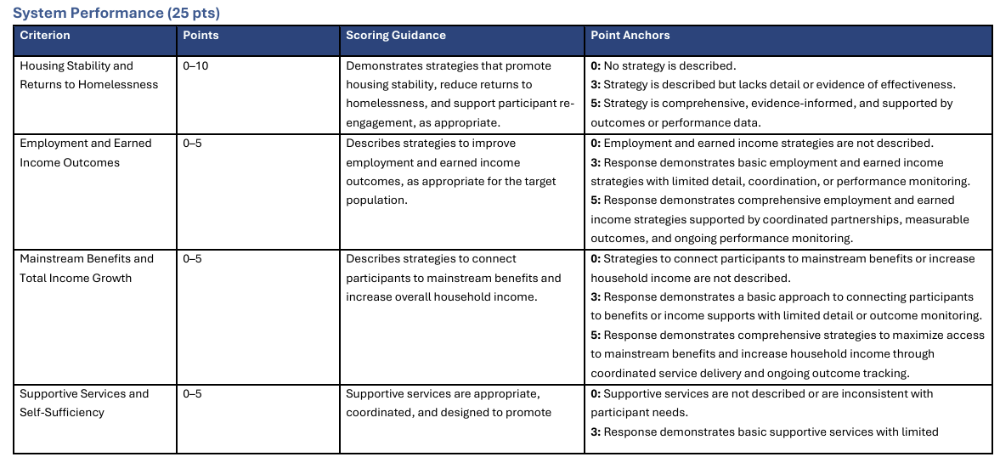 System Performance (25 pts)
Criterion Points Scoring Guidance Point Anchors
Housing Stability and
Returns to Homelessness
0–10
Demonstrates strategies that promote
housing stability, reduce returns to
homelessness, and support participant re-
engagement, as appropriate.
0: No strategy is described.
3: Strategy is described but lacks detail or evidence of effectiveness.
5: Strategy is comprehensive, evidence-informed, and supported by
outcomes or performance data.
Employment and Earned
Income Outcomes
0–5
Describes strategies to improve
employment and earned income
outcomes, as appropriate for the target
population.
0: Employment and earned income strategies are not described.
3: Response demonstrates basic employment and earned income
strategies with limited detail, coordination, or performance monitoring.
5: Response demonstrates comprehensive employment and earned
income strategies supported by coordinated partnerships, measurable
outcomes, and ongoing performance monitoring.
Mainstream Benefits and
Total Income Growth
0–5
Describes strategies to connect
participants to mainstream benefits and
increase overall household income.
0: Strategies to connect participants to mainstream benefits or increase
household income are not described.
3: Response demonstrates a basic approach to connecting participants
to benefits or income supports with limited detail or outcome monitoring.
5: Response demonstrates comprehensive strategies to maximize access
to mainstream benefits and increase household income through
coordinated service delivery and ongoing outcome tracking.
Supportive Services and
Self-Sufficiency
0–5
Supportive services are appropriate,
coordinated, and designed to promote
0: Supportive services are not described or are inconsistent with
participant needs.
3: Response demonstrates basic supportive services with limited